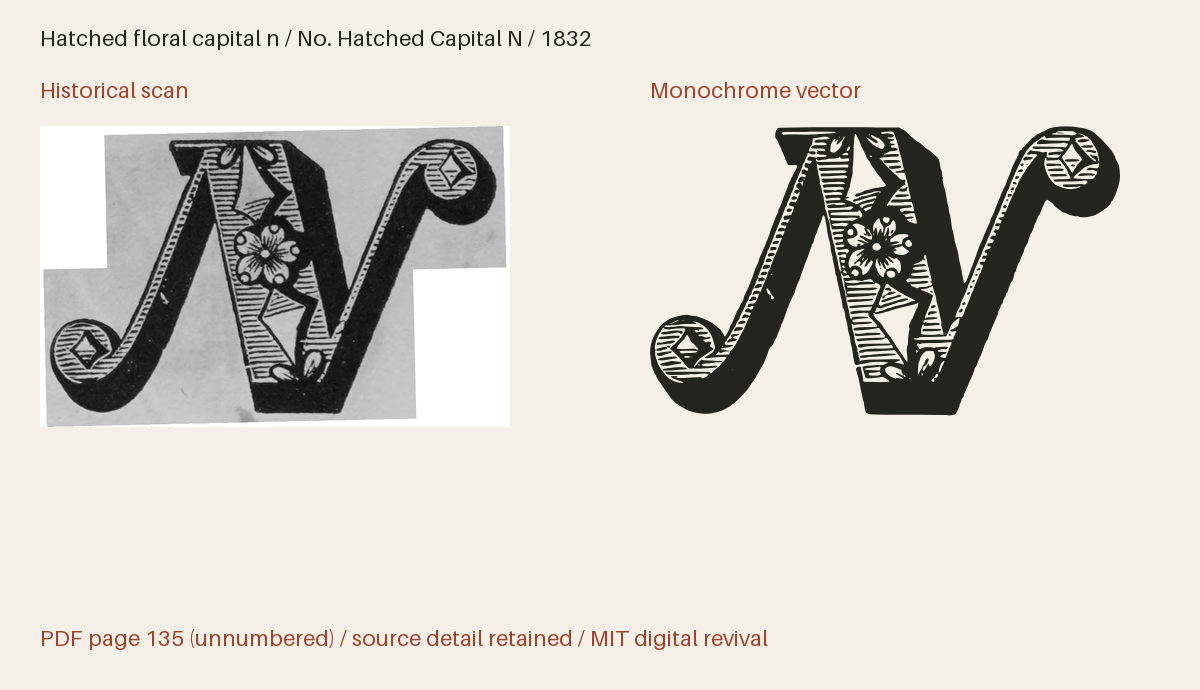 Hatched floral capital n / No. Hatched Capital N / 1832
Historical scan
Monochrome vector
N
N
PDF page 135 (unnumbered) / source detail retained / MIT digital revival